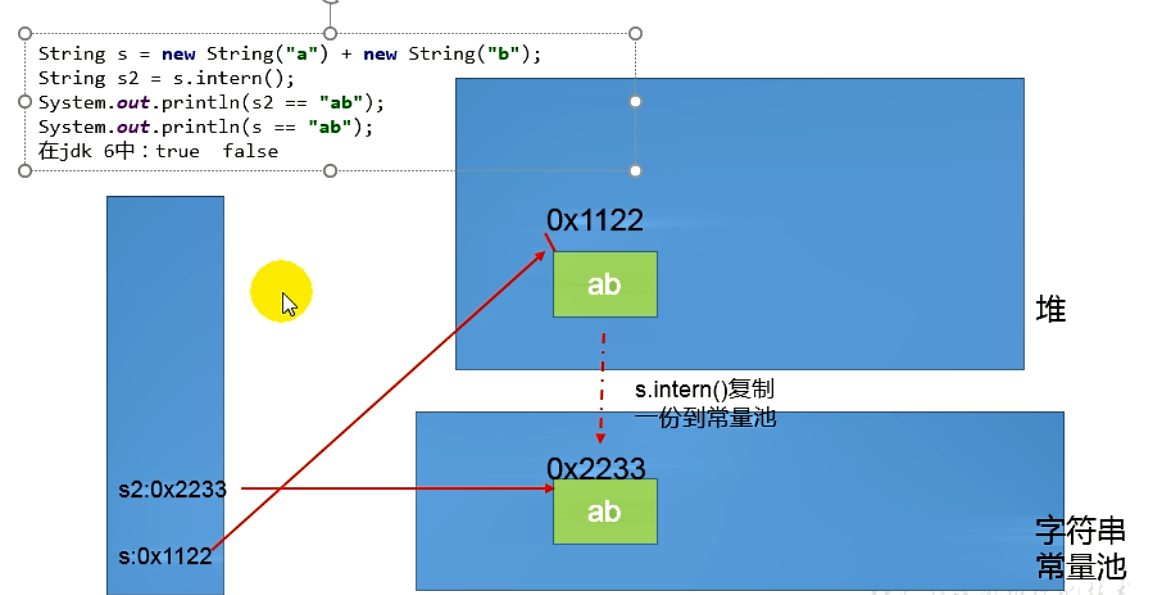 String s = new String("a") + new String("b");
String s2 = s.intern();
System.out.println(s2 == "ab");
System.out.println(s == "ab");
在jdk 6中：true  false
0x1122
ab
堆
s.intern()复制
一份到常量池
0x2233
s2:0x2233
ab
字符串
常量池
s:0x1122